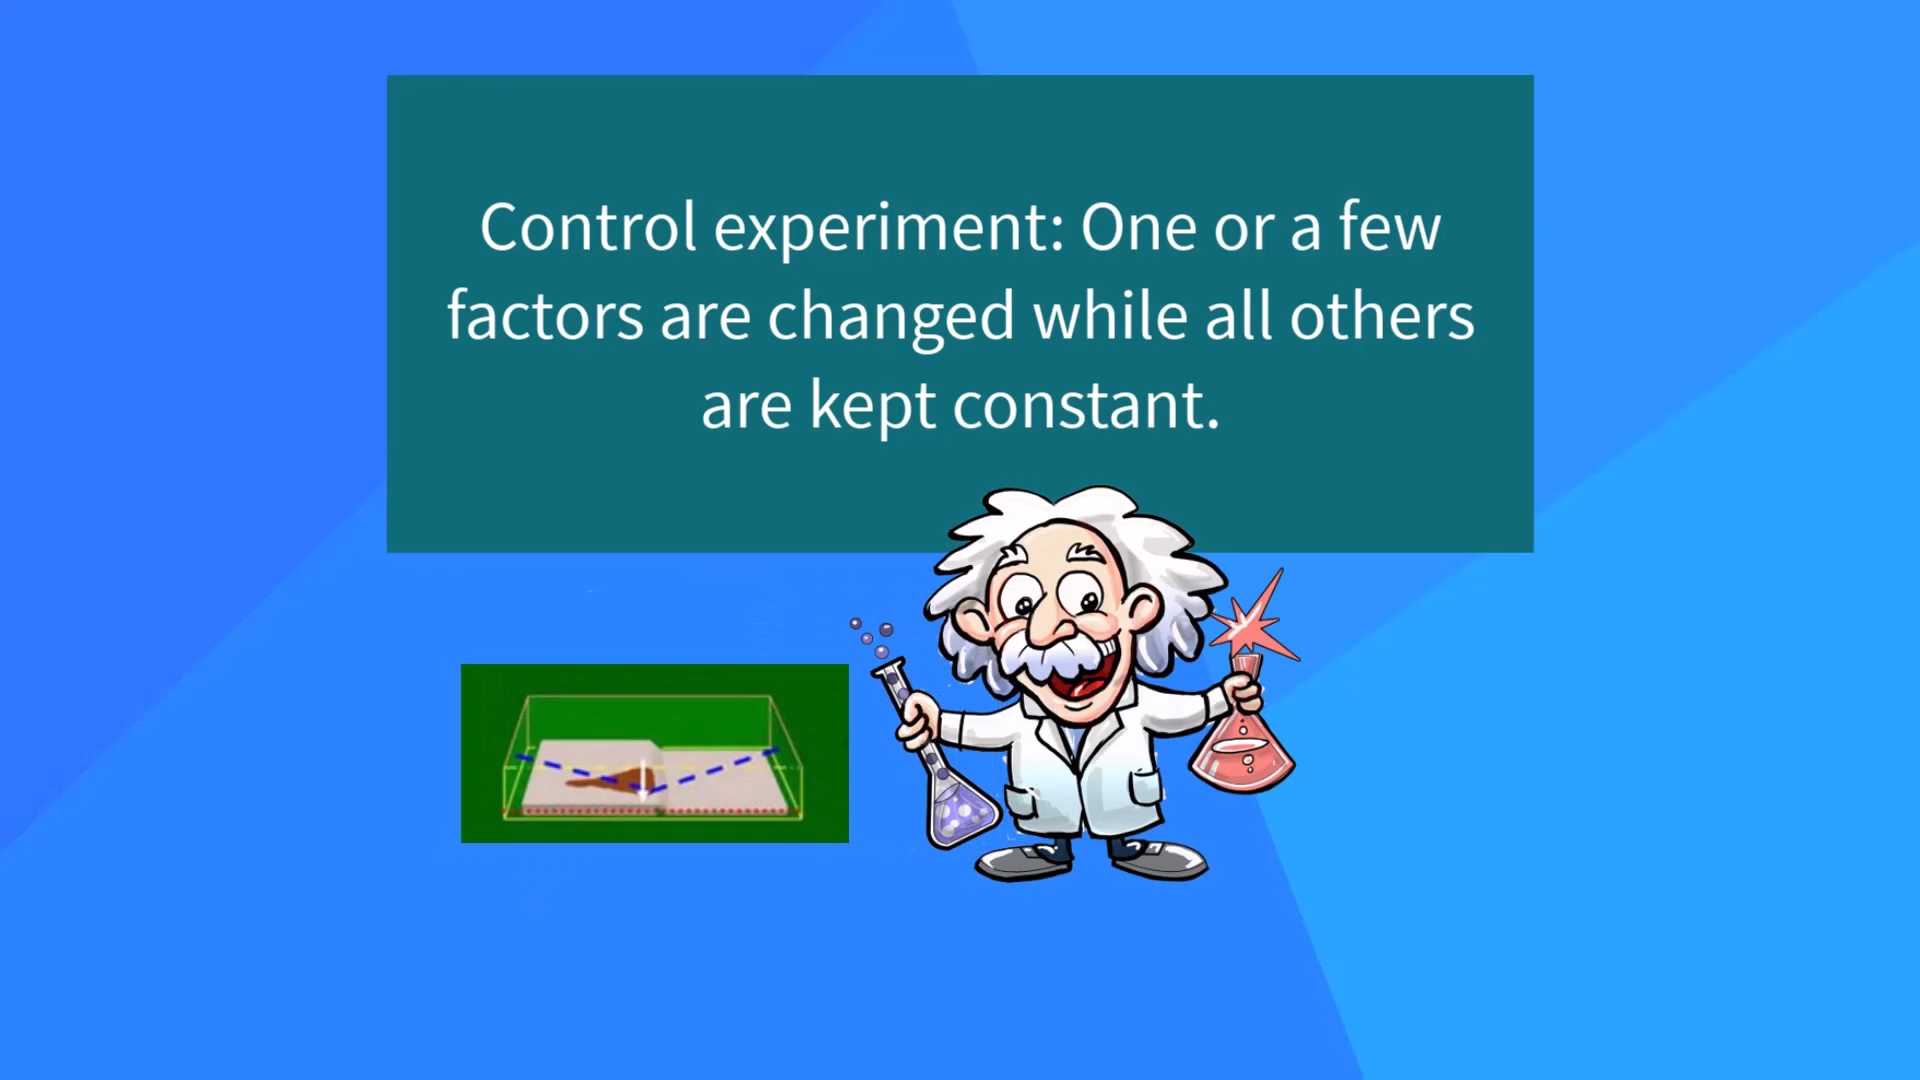 Control experiment: One or a few
factors are changed while all others
are kept constant.